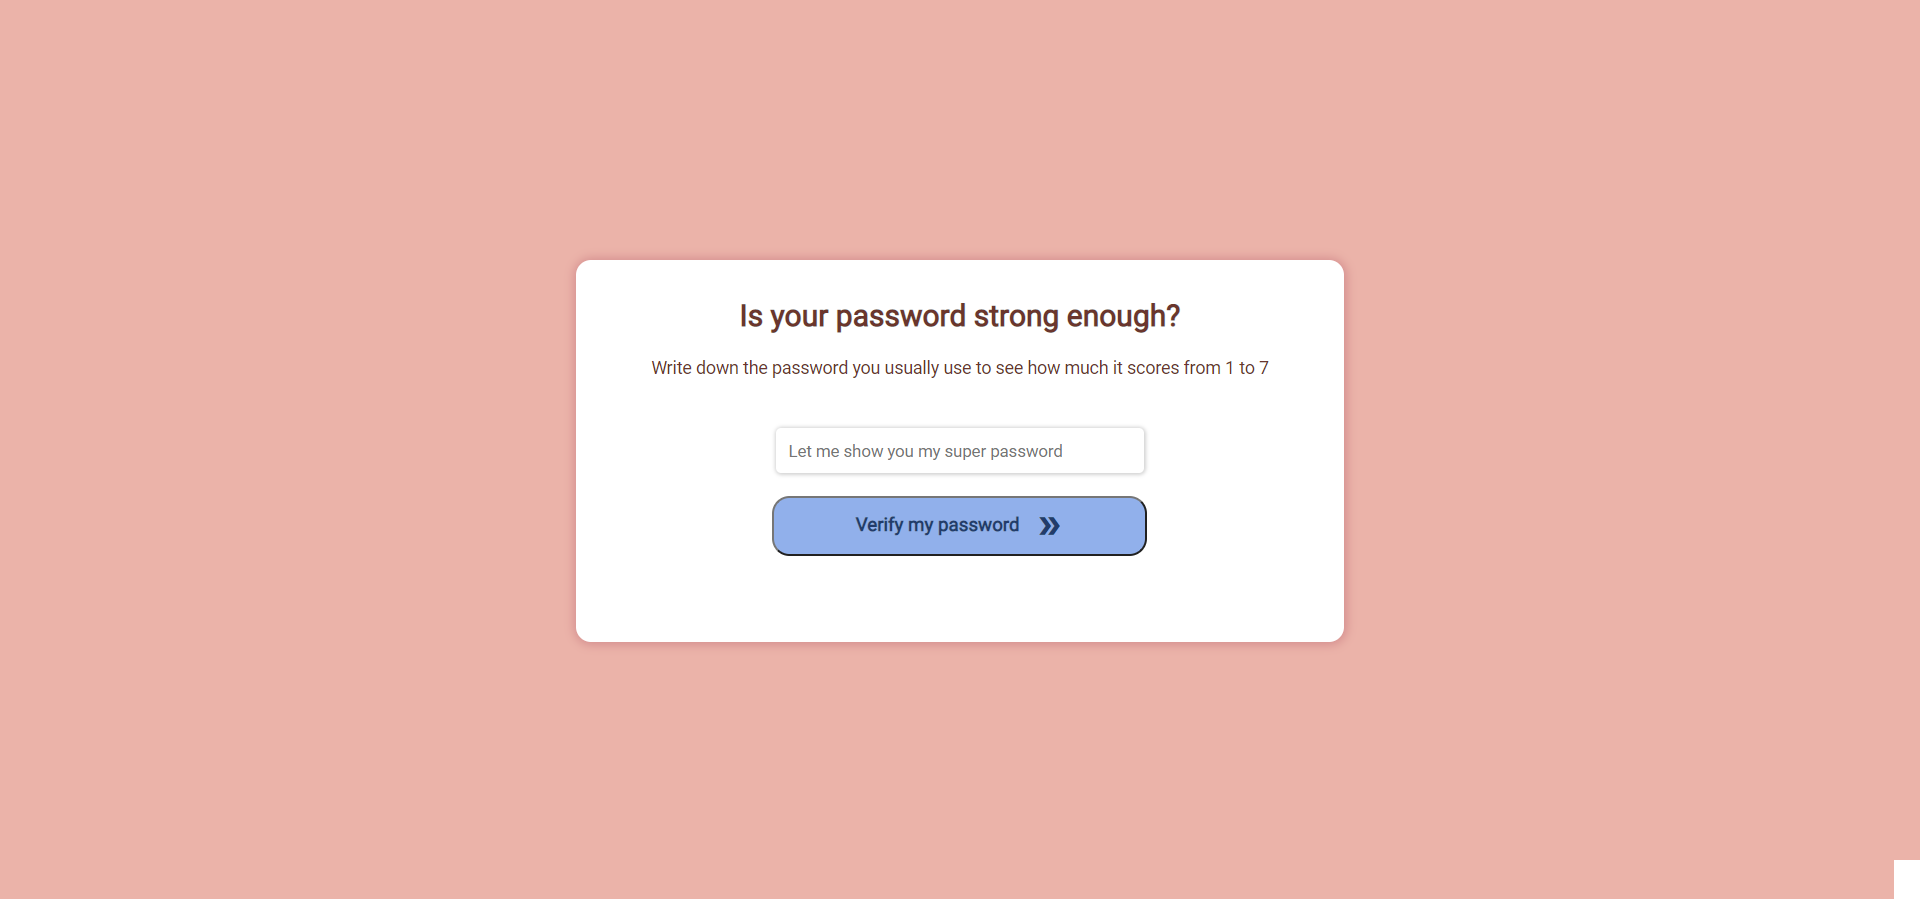 Is your password strong enough?
Write down the password you usually use to see how much it scores from 1 to 7
Let me show you my super password
Verify my password